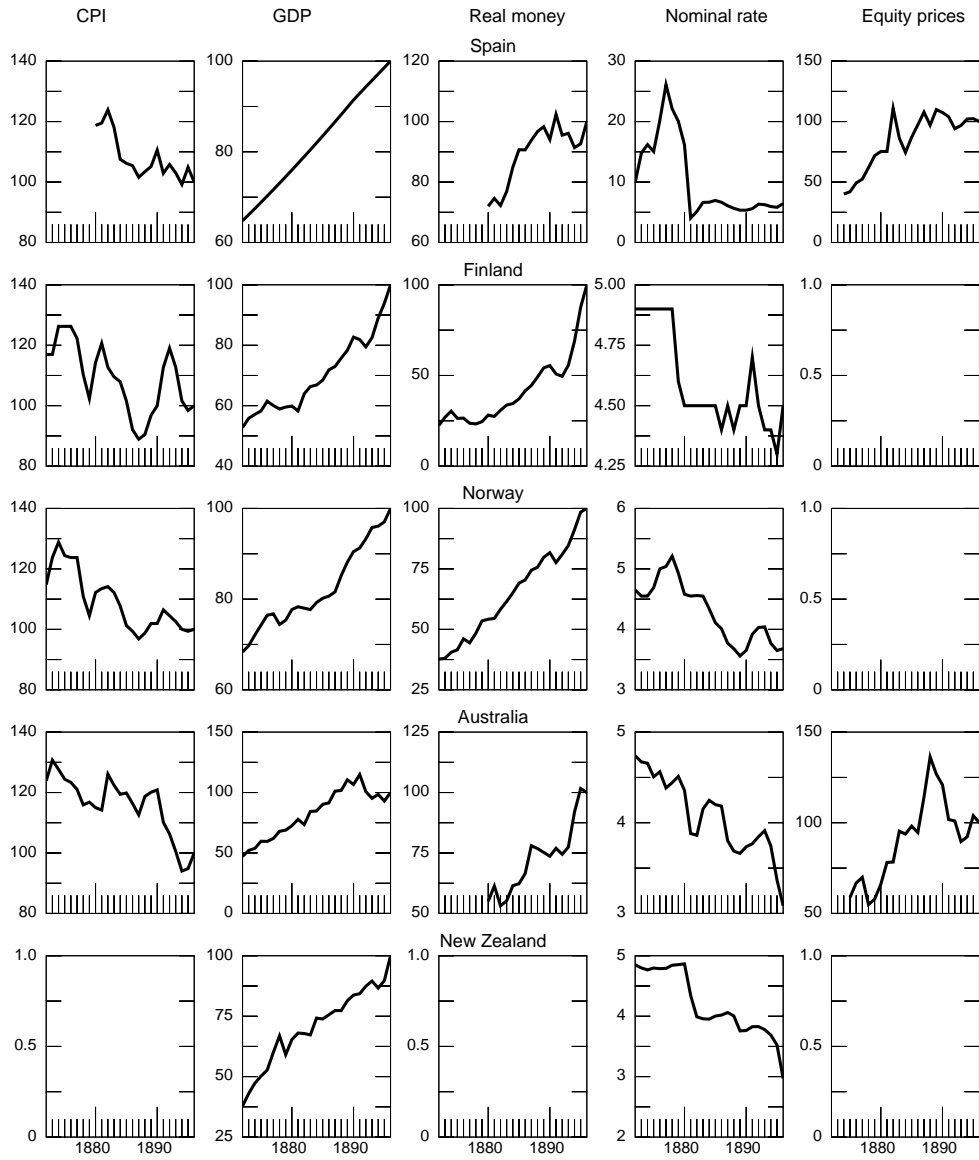 CPI GDP Real money Nominal rate Equity prices
Spain
140 100 120 30 150
120 100 20 100
100 80 80 10 50
80 60 60 0 0
Finland
140 100 100 5.00 1.0
120 80 4.75
100 60 50 4.50 0.5
80 40 0 4.25 0
Norway
140 100 100 6 1.0
120 75 5
100 80 50 4 0.5
80 60 25 3 0
Australia
140 150 125 5 150
120 100 100
100 50 75 4 100
80 0 50 3 50
New Zealand
1.0 100 1.0 5 1.0
75 4
0.5 50 0.5 3 0.5
0 25 0 2 0
1880 1890 1880 1890 1880 1890 1880 1890 1880 1890